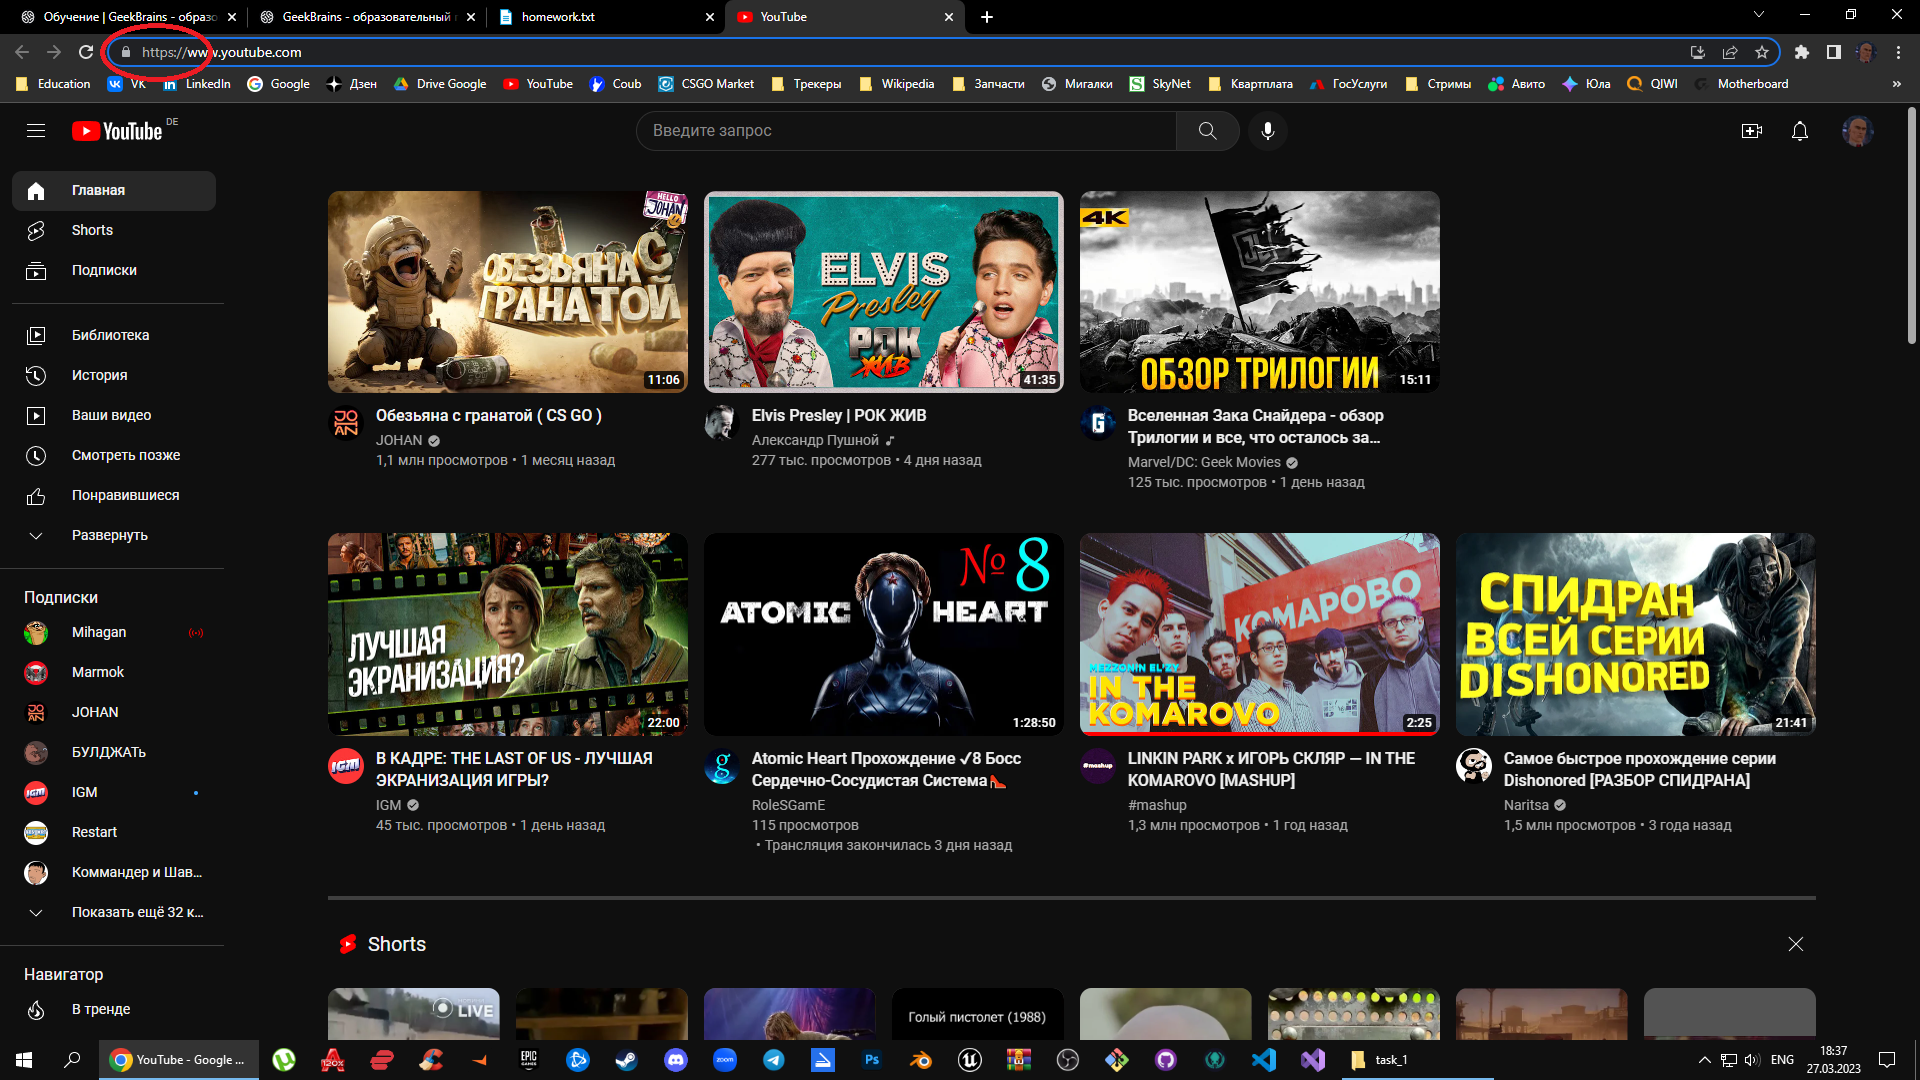 Обучение | GeekBrains - образо
GeekBrains - образовательный п
homework.txt
YouTube
https://www.youtube.com
Education
VK
LinkedIn
Google
Дзен
Drive Google
YouTube
Coub
CSGO Market
Трекеры
Wikipedia
Запчасти
Мигалки
SkyNet
Квартплата
ГосУслуги
Стримы
Авито
Юла
QIWI
Motherboard
YouTube DE
Введите запрос
Главная
Shorts
Подписки
Библиотека
История
Ваши видео
Смотреть позже
Понравившиеся
Развернуть
Подписки
Mihagan
Marmok
JOHAN
БУЛДЖАТЬ
IGM
Restart
Коммандер и Шав...
Показать ещё 32 к...
Навигатор
В тренде
HELLO
JOHAN
ОБЕЗЬЯНА С
ГРАНАТОЙ
11:06
Обезьяна с гранатой ( CS GO )
JOHAN
1,1 млн просмотров • 1 месяц назад
ELVIS
Presley
РОК
ЖИВ
41:35
Elvis Presley | РОК ЖИВ
Александр Пушной
277 тыс. просмотров • 4 дня назад
4K
ОБЗОР ТРИЛОГИИ
15:11
Вселенная Зака Снайдера - обзор
Трилогии и все, что осталось за...
Marvel/DC: Geek Movies
125 тыс. просмотров • 1 день назад
ЛУЧШАЯ
ЭКРАНИЗАЦИЯ?
22:00
В КАДРЕ: THE LAST OF US - ЛУЧШАЯ
ЭКРАНИЗАЦИЯ ИГРЫ?
IGM
45 тыс. просмотров • 1 день назад
№ 8
ATOMIC HEART
1:28:50
Atomic Heart Прохождение ✓8 Босс
Сердечно-Сосудистая Система👠
RoleSGamE
115 просмотров
• Трансляция закончилась 3 дня назад
КОМАРОВО
MEZZONIN EL'ZY
IN THE
KOMAROVO
2:25
#mashup
LINKIN PARK x ИГОРЬ СКЛЯР — IN THE
KOMAROVO [MASHUP]
#mashup
1,3 млн просмотров • 1 год назад
СПИДРАН
ВСЕЙ СЕРИИ
DISHONORED
21:41
Самое быстрое прохождение серии
Dishonored [РАЗБОР СПИДРАНА]
Naritsa
1,5 млн просмотров • 3 года назад
Shorts
LIVE
Голый пистолет (1988)
YouTube - Google ...
120X
EPIC
GAMES
zoom
Ps
task_1
ENG
18:37
27.03.2023